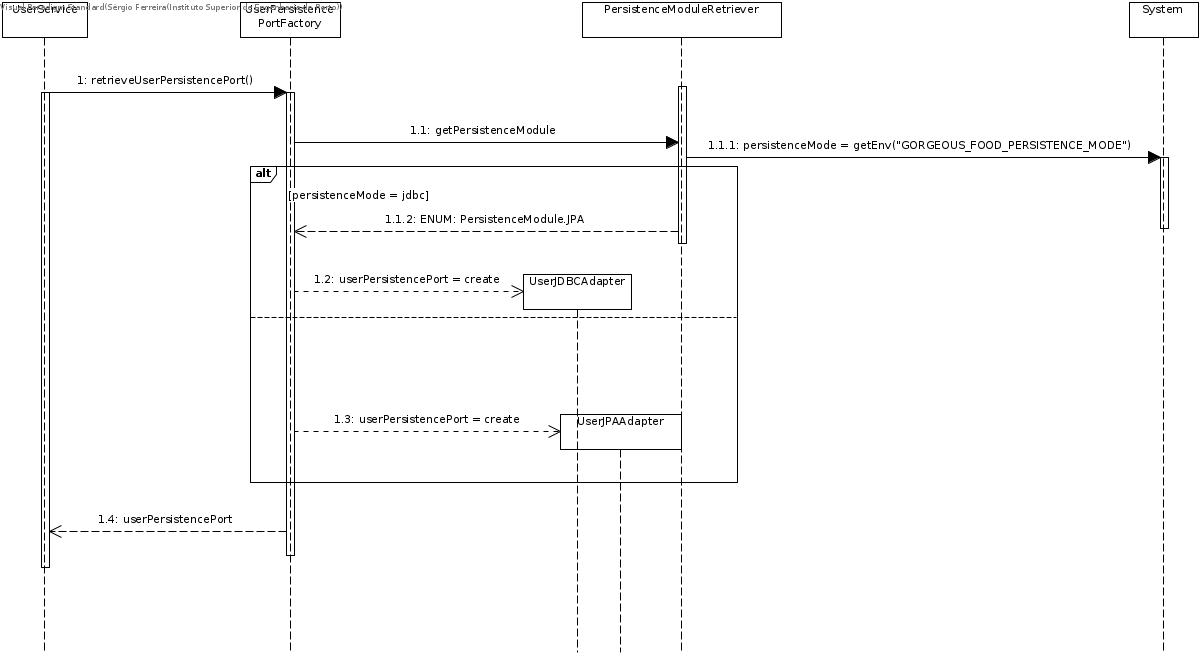 Visual Paradigm Standard(Sérgio Ferreira(Instituto Superior de Engenharia do Porto))
UserService
UserPersistence
PortFactory
PersistenceModuleRetriever
System
1: retrieveUserPersistencePort()
1.1: getPersistenceModule
1.1.1: persistenceMode = getEnv("GORGEOUS_FOOD_PERSISTENCE_MODE")
alt
[persistenceMode = jdbc]
1.1.2: ENUM: PersistenceModule.JPA
1.2: userPersistencePort = create
UserJDBCAdapter
1.3: userPersistencePort = create
UserJPAAdapter
1.4: userPersistencePort